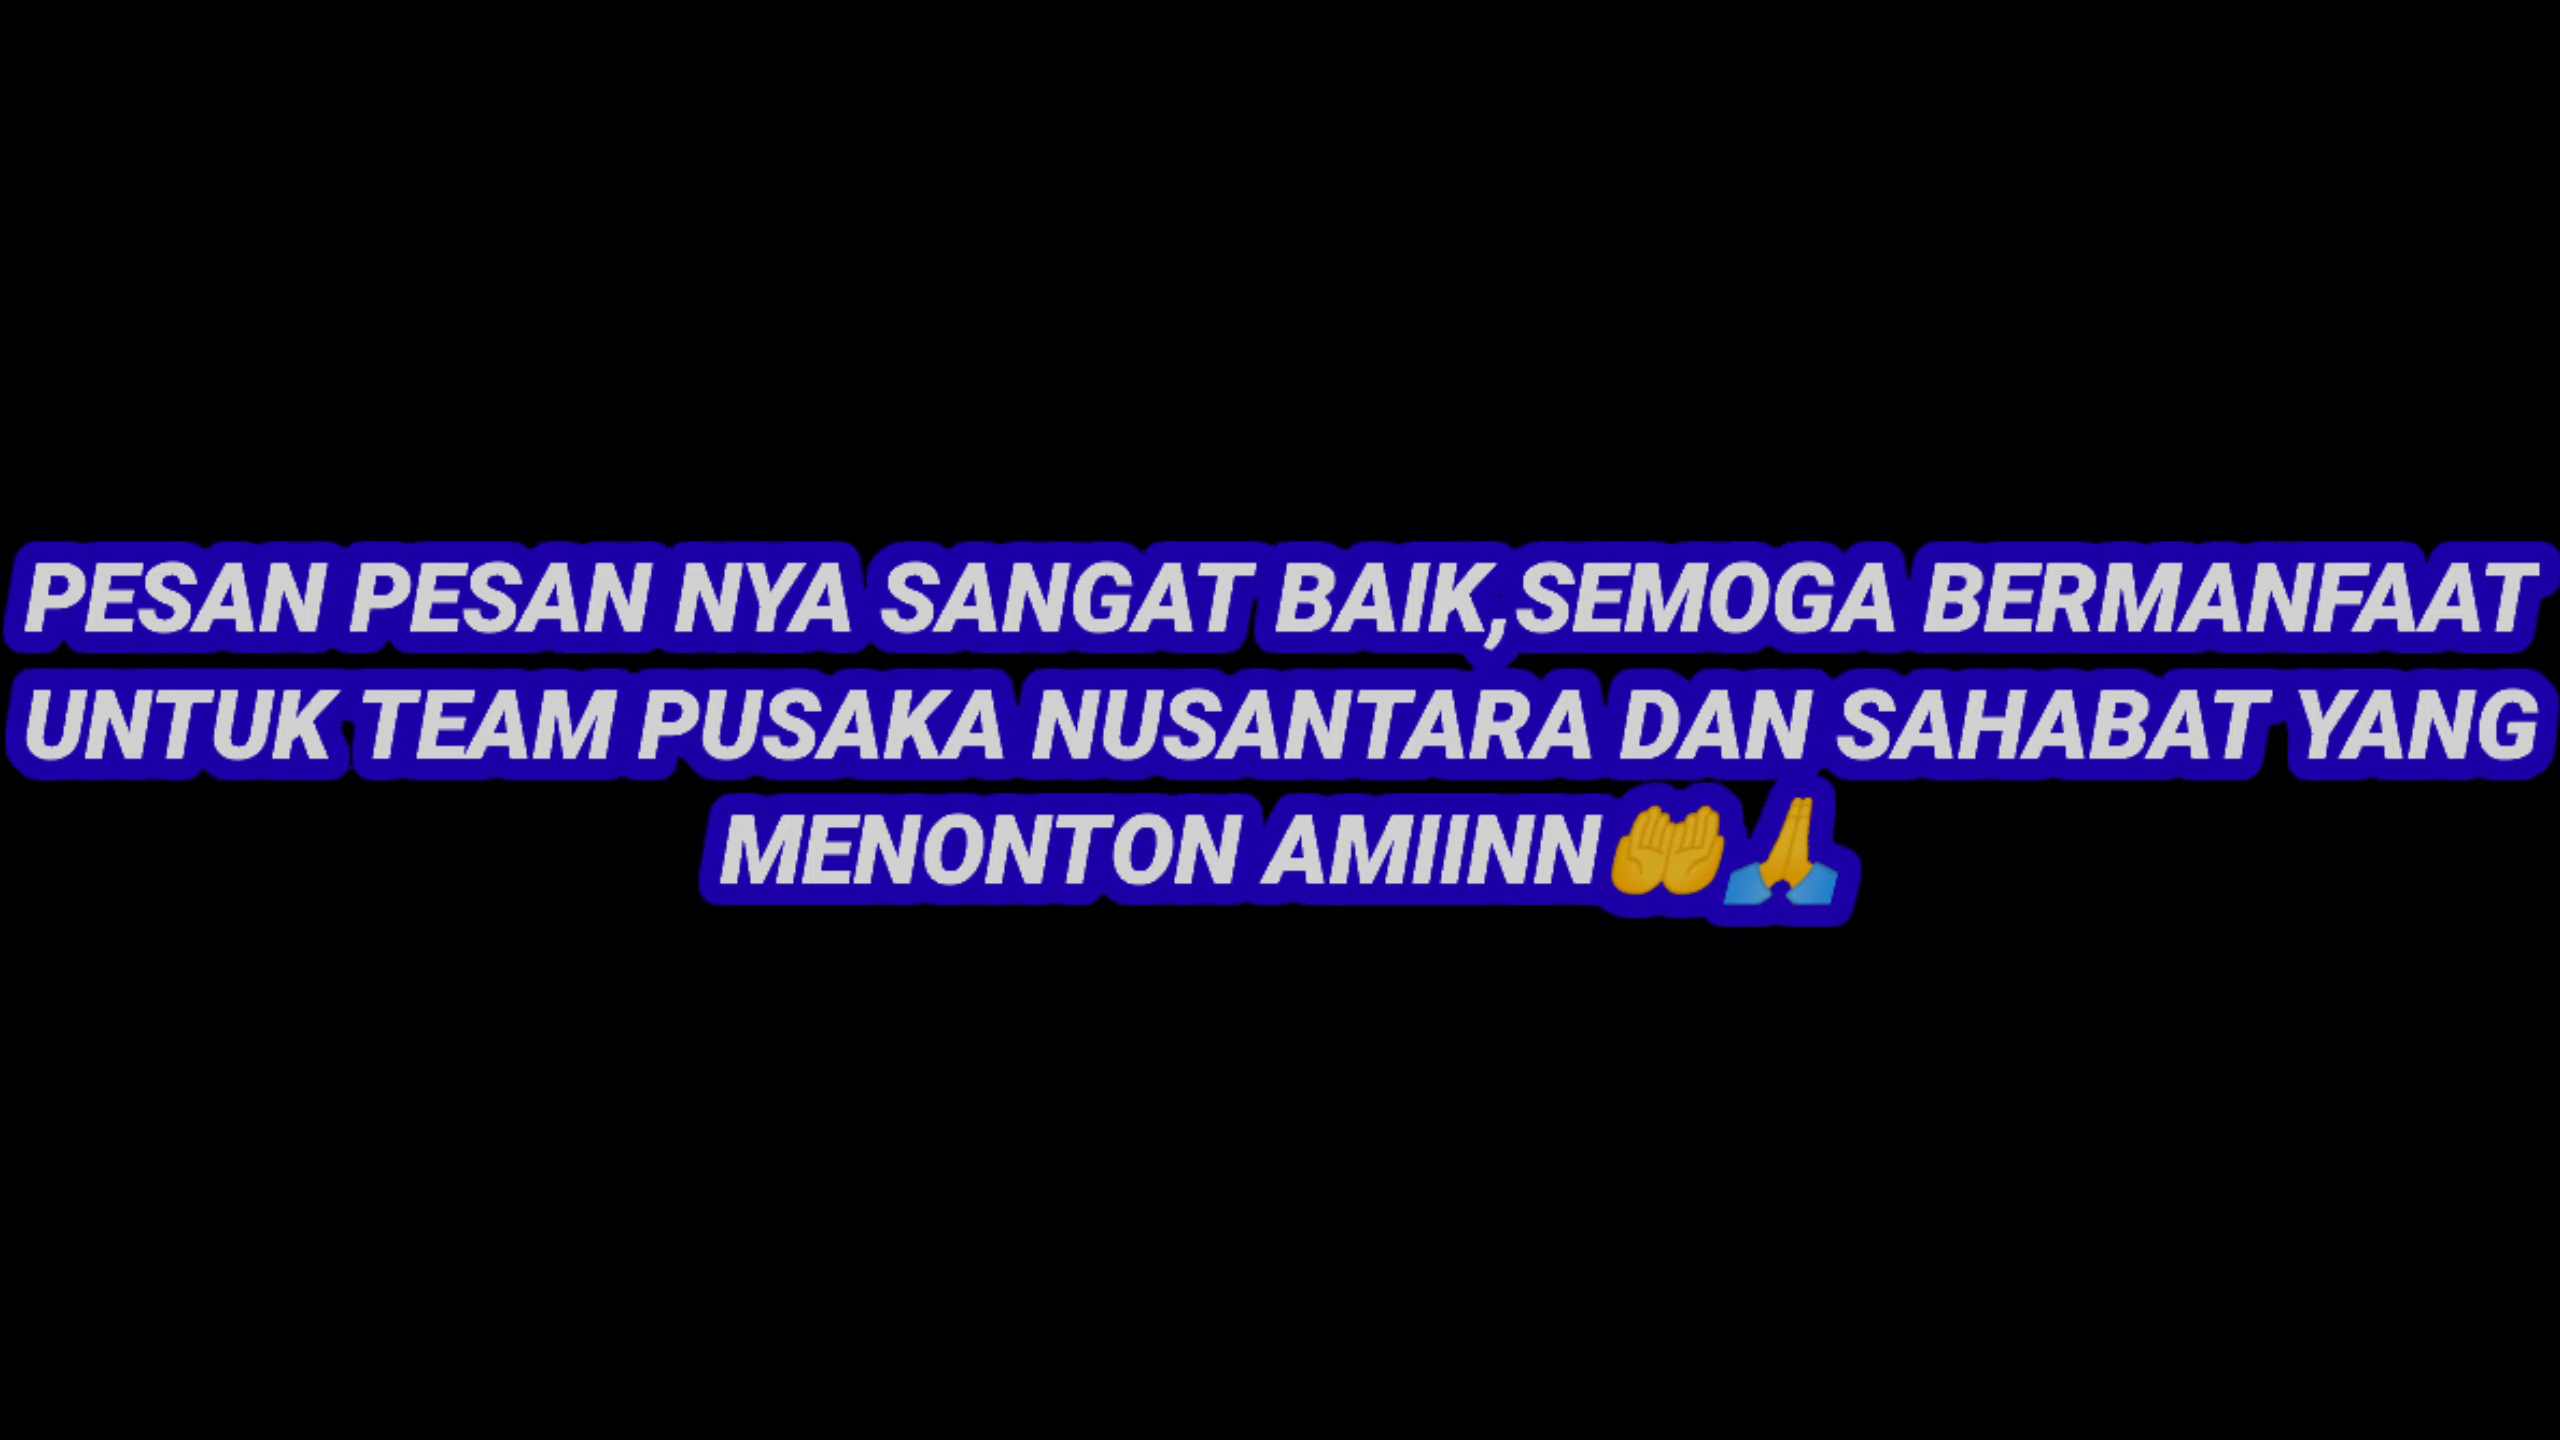 PESAN PESAN NYA SANGAT BAIK,SEMOGA BERMANFAAT
UNTUK TEAM PUSAKA NUSANTARA DAN SAHABAT YANG
MENONTON AMIINN🤲🙏